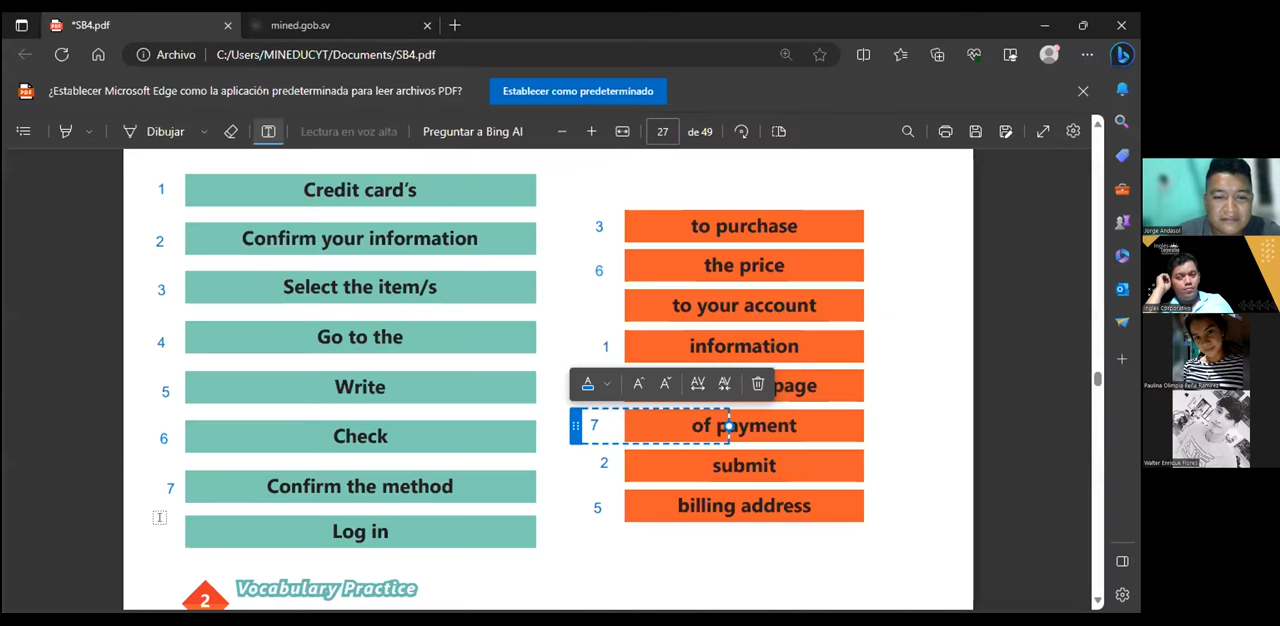 *SB4.pdf
mined.gob.sv
Archivo
C:/Users/MINEDUCYT/Documents/SB4.pdf
¿Establecer Microsoft Edge como la aplicación predeterminada para leer archivos PDF?
Establecer como predeterminado
Dibujar
Lectura en voz alta
Preguntar a Bing AI
27
de 49
1 Credit card's
2 Confirm your information
3 Select the item/s
4 Go to the
5 Write
6 Check
7 Confirm the method
Log in
3 to purchase
6 the price
to your account
1 information
page
7 of payment
2 submit
5 billing address
2 Vocabulary Practice
Jorge Andasol
Inglés Corporativo
Paulina Olimpia Peña Ramirez
Walter Enrique Flores